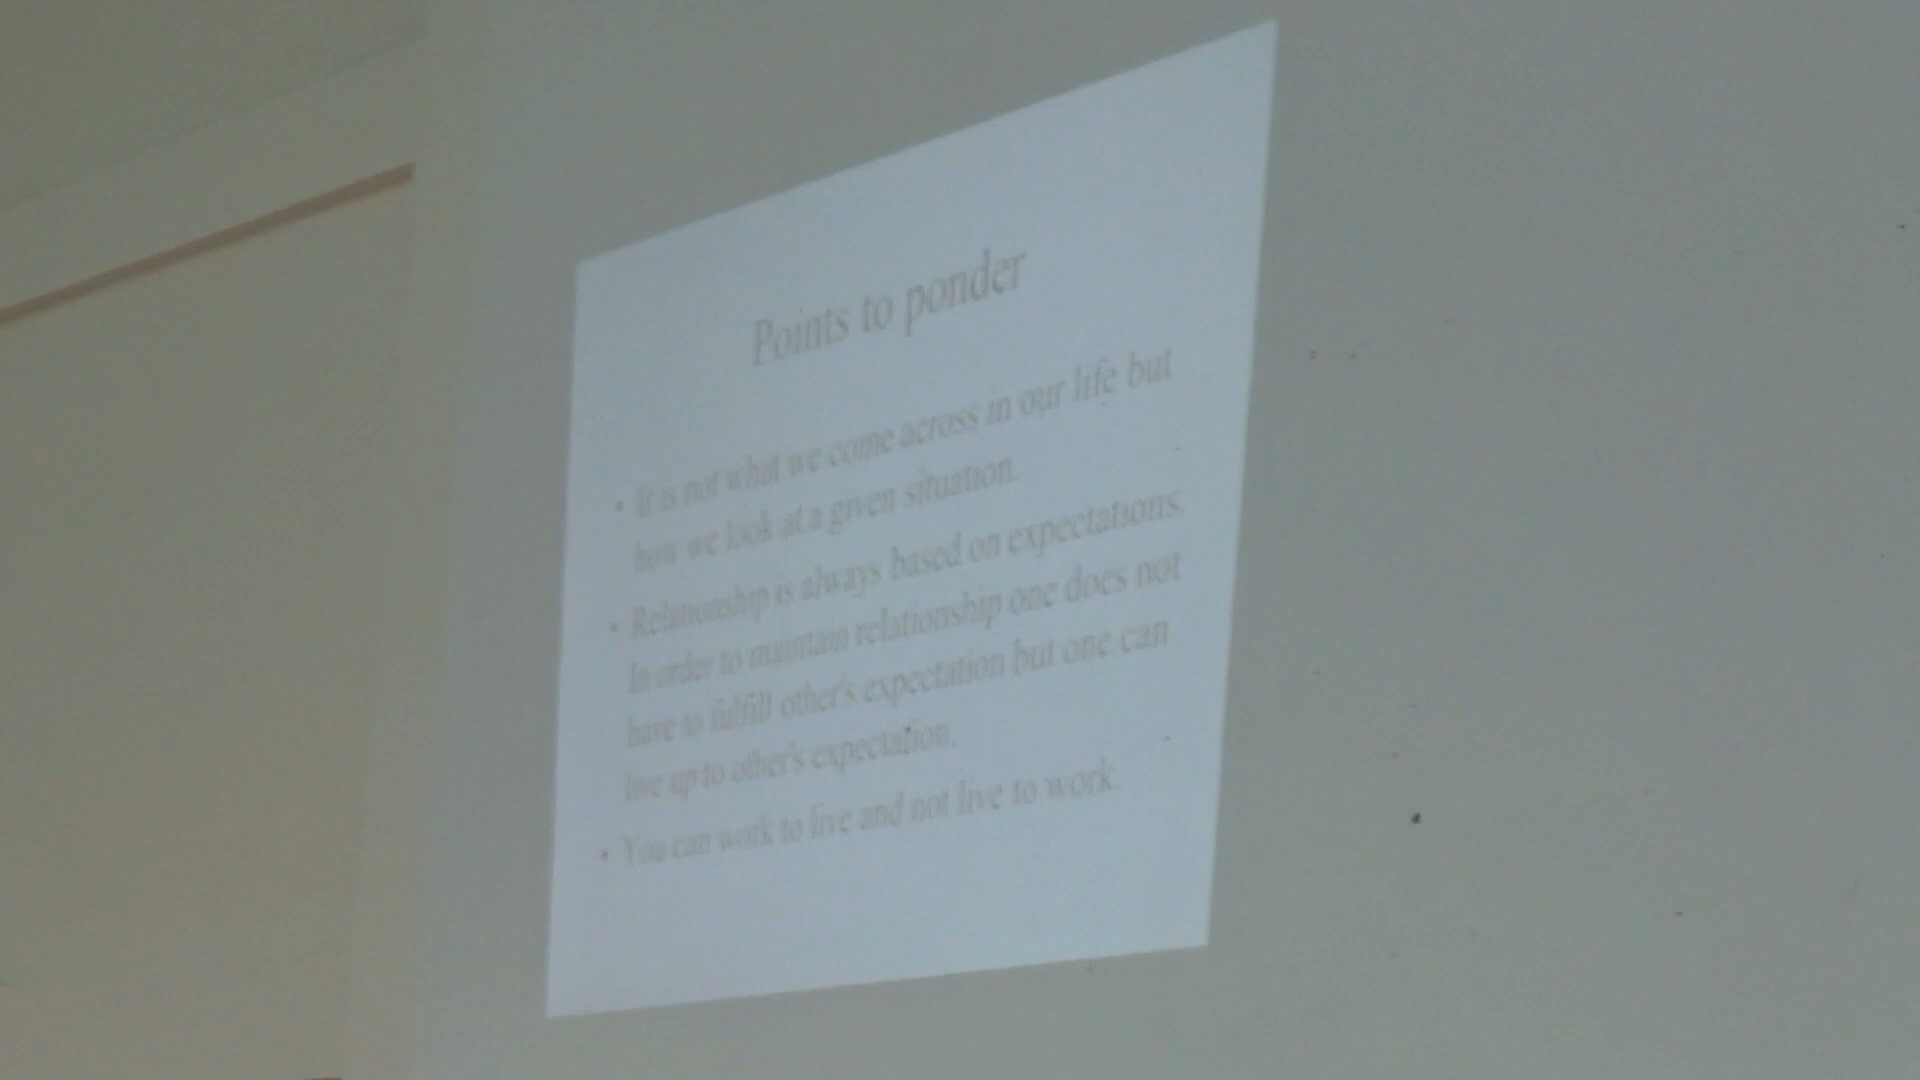 Points to ponder
• It is not what we come across in our life but
how we look at a given situation.
• Relationship is always based on expectations.
In order to maintain relationship one does not
have to fulfill other's expectation but one can
live up to other's expectation.
• You can work to live and not live to work.